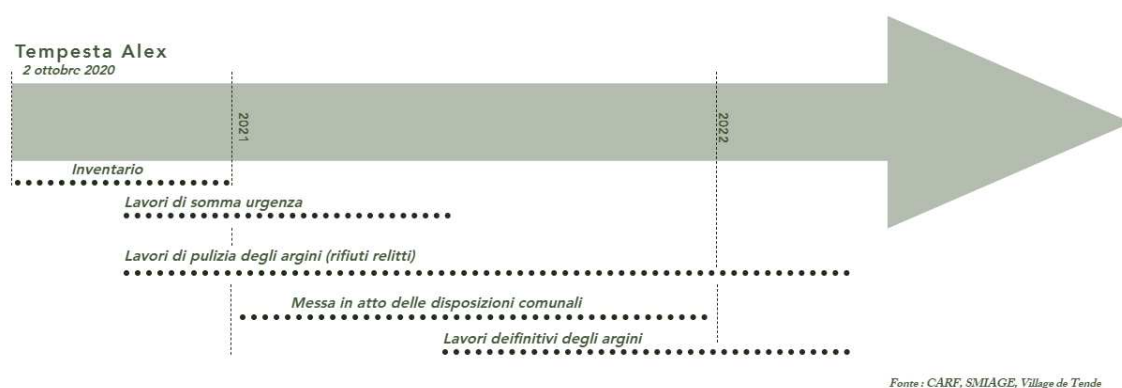 Tempesta Alex
2 ottobre 2020
2021
2022
Inventario
Lavori di somma urgenza
Lavori di pulizia degli argini (rifiuti relitti)
Messa in atto delle disposizioni comunali
Lavori deifinitivi degli argini
Fonte : CARF, SMIAGE, Village de Tende